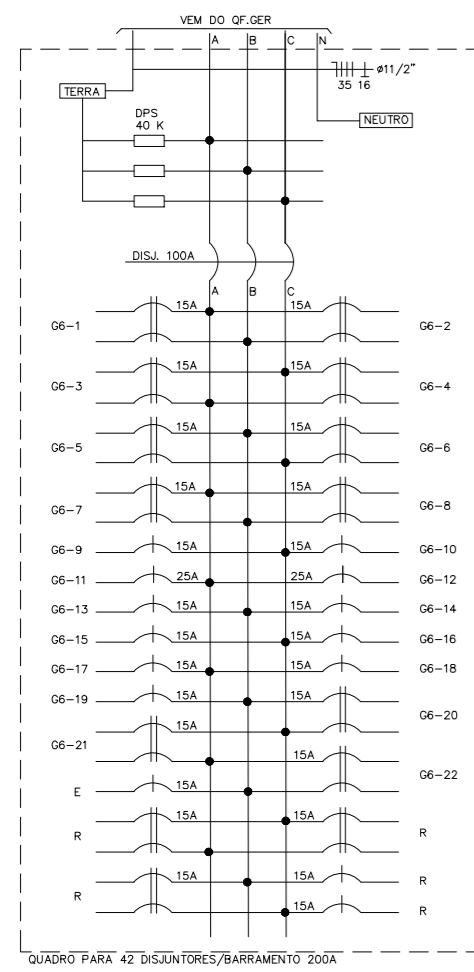 VEM DO QF.GER
A B C N
ø11/2"
35 16
TERRA
NEUTRO
DPS
40 K
DISJ. 100A
A B C
15A 15A
G6-1 G6-2
15A 15A
G6-3 G6-4
15A 15A
G6-5 G6-6
15A 15A
G6-7 G6-8
G6-9 15A 15A G6-10
G6-11 25A 25A G6-12
G6-13 15A 15A G6-14
G6-15 15A 15A G6-16
G6-17 15A 15A G6-18
G6-19 15A 15A
G6-20
15A
G6-21
15A
G6-22
E 15A
15A 15A
R R
15A 15A R
R
15A R
QUADRO PARA 42 DISJUNTORES/BARRAMENTO 200A